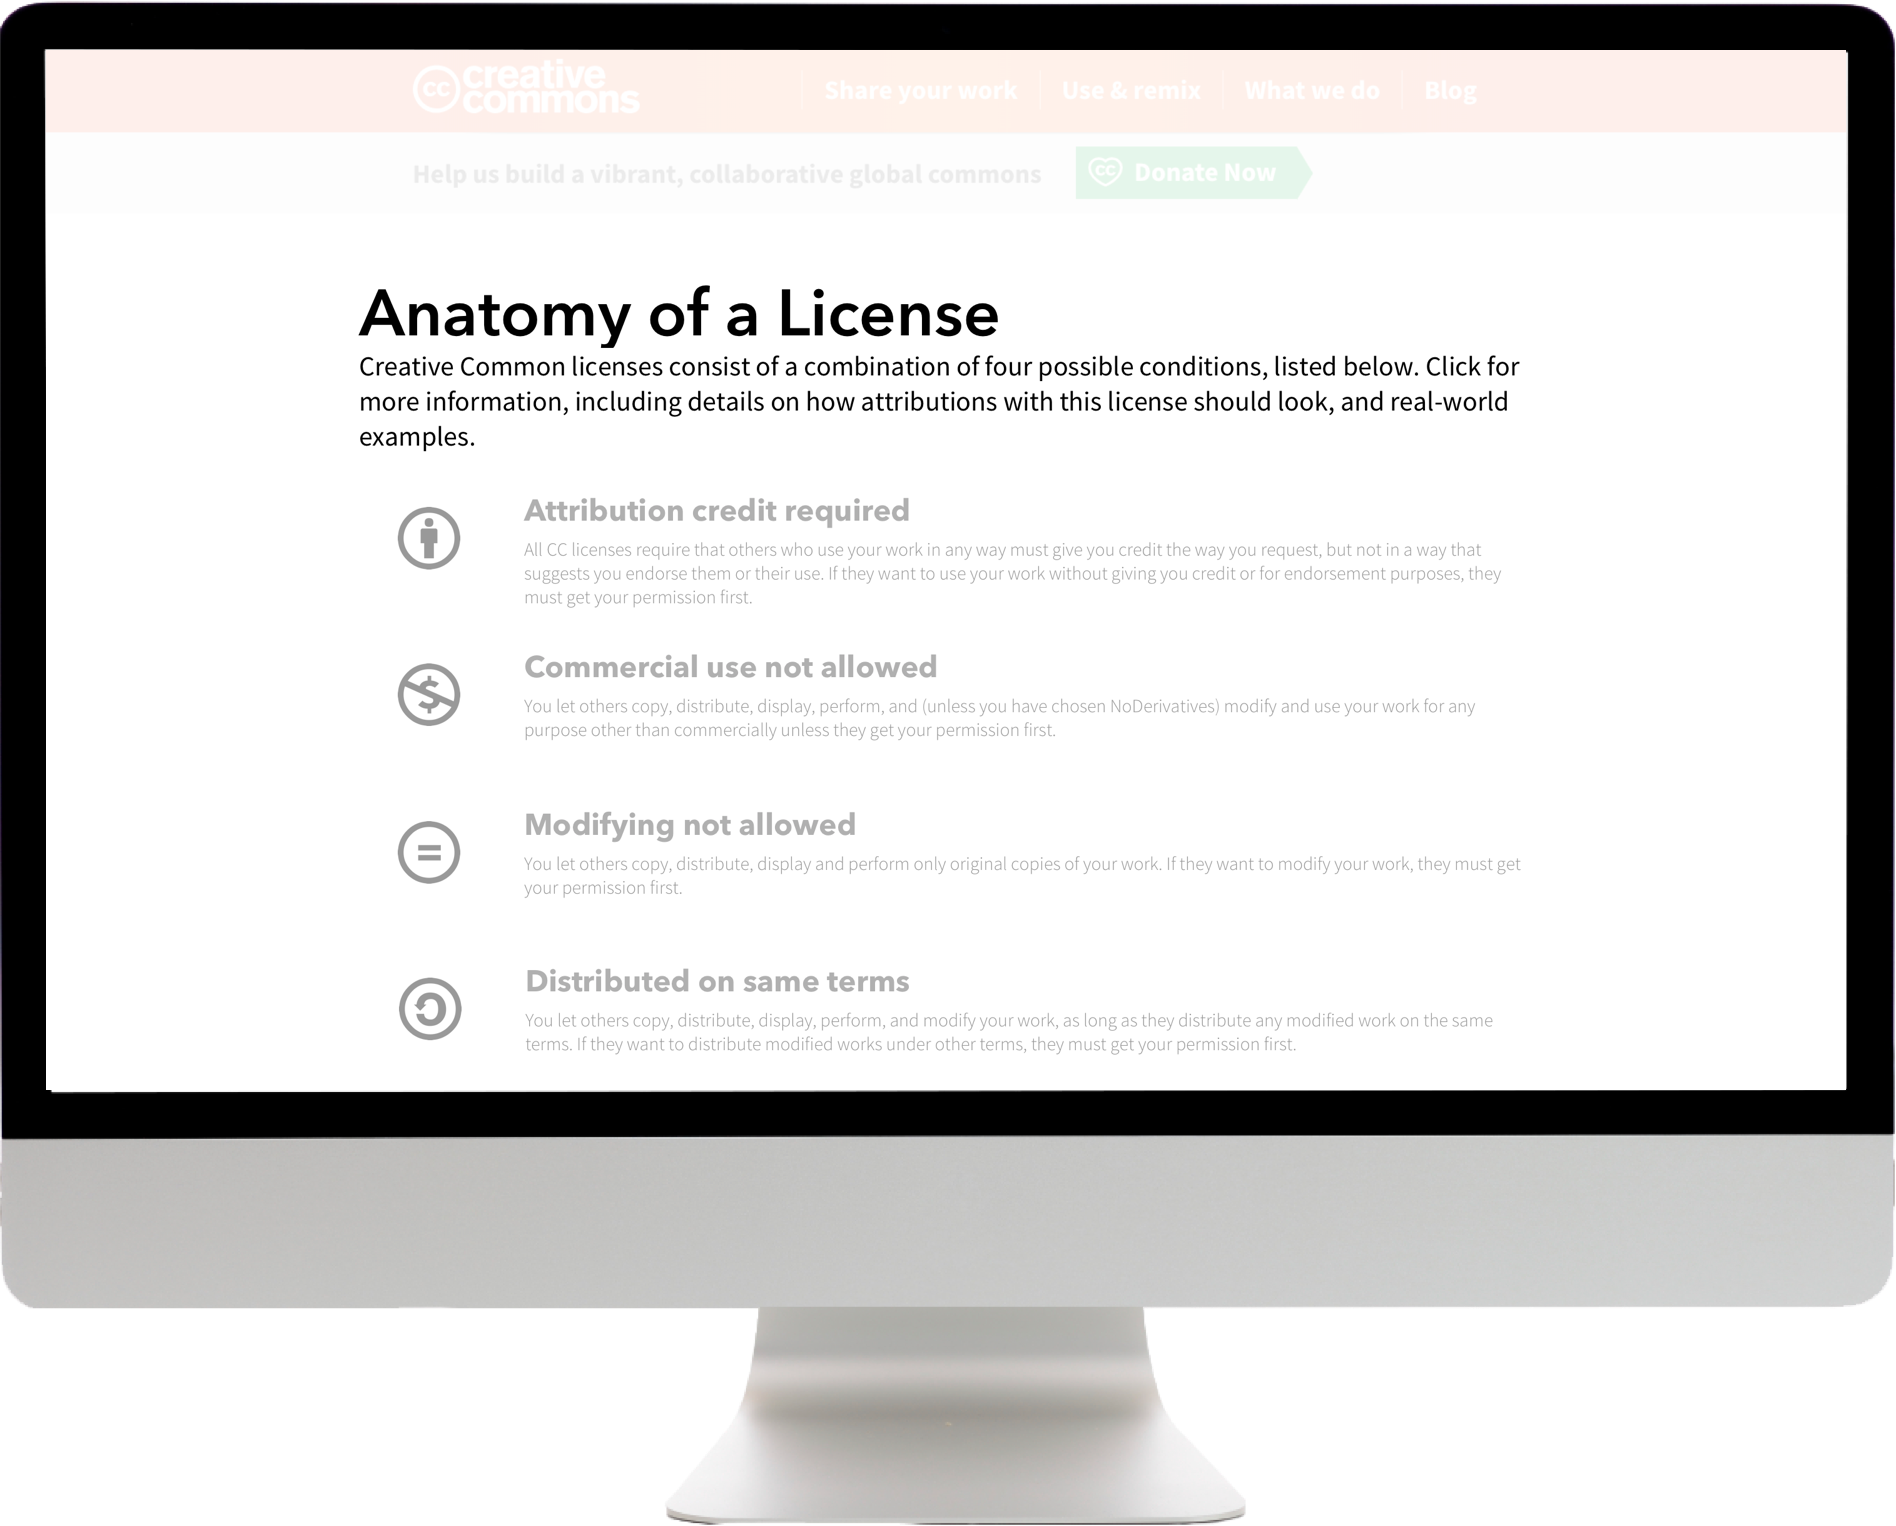 cc creative commons
Share your work
Use & remix
What we do
Blog
Help us build a vibrant, collaborative global commons
cc Donate Now
Anatomy of a License
Creative Common licenses consist of a combination of four possible conditions, listed below. Click for
more information, including details on how attributions with this license should look, and real-world
examples.
Attribution credit required
All CC licenses require that others who use your work in any way must give you credit the way you request, but not in a way that
suggests you endorse them or their use. If they want to use your work without giving you credit or for endorsement purposes, they
must get your permission first.
$
Commercial use not allowed
You let others copy, distribute, display, perform, and (unless you have chosen NoDerivatives) modify and use your work for any
purpose other than commercially unless they get your permission first.
=
Modifying not allowed
You let others copy, distribute, display and perform only original copies of your work. If they want to modify your work, they must get
your permission first.
Distributed on same terms
You let others copy, distribute, display, perform, and modify your work, as long as they distribute any modified work on the same
terms. If they want to distribute modified works under other terms, they must get your permission first.